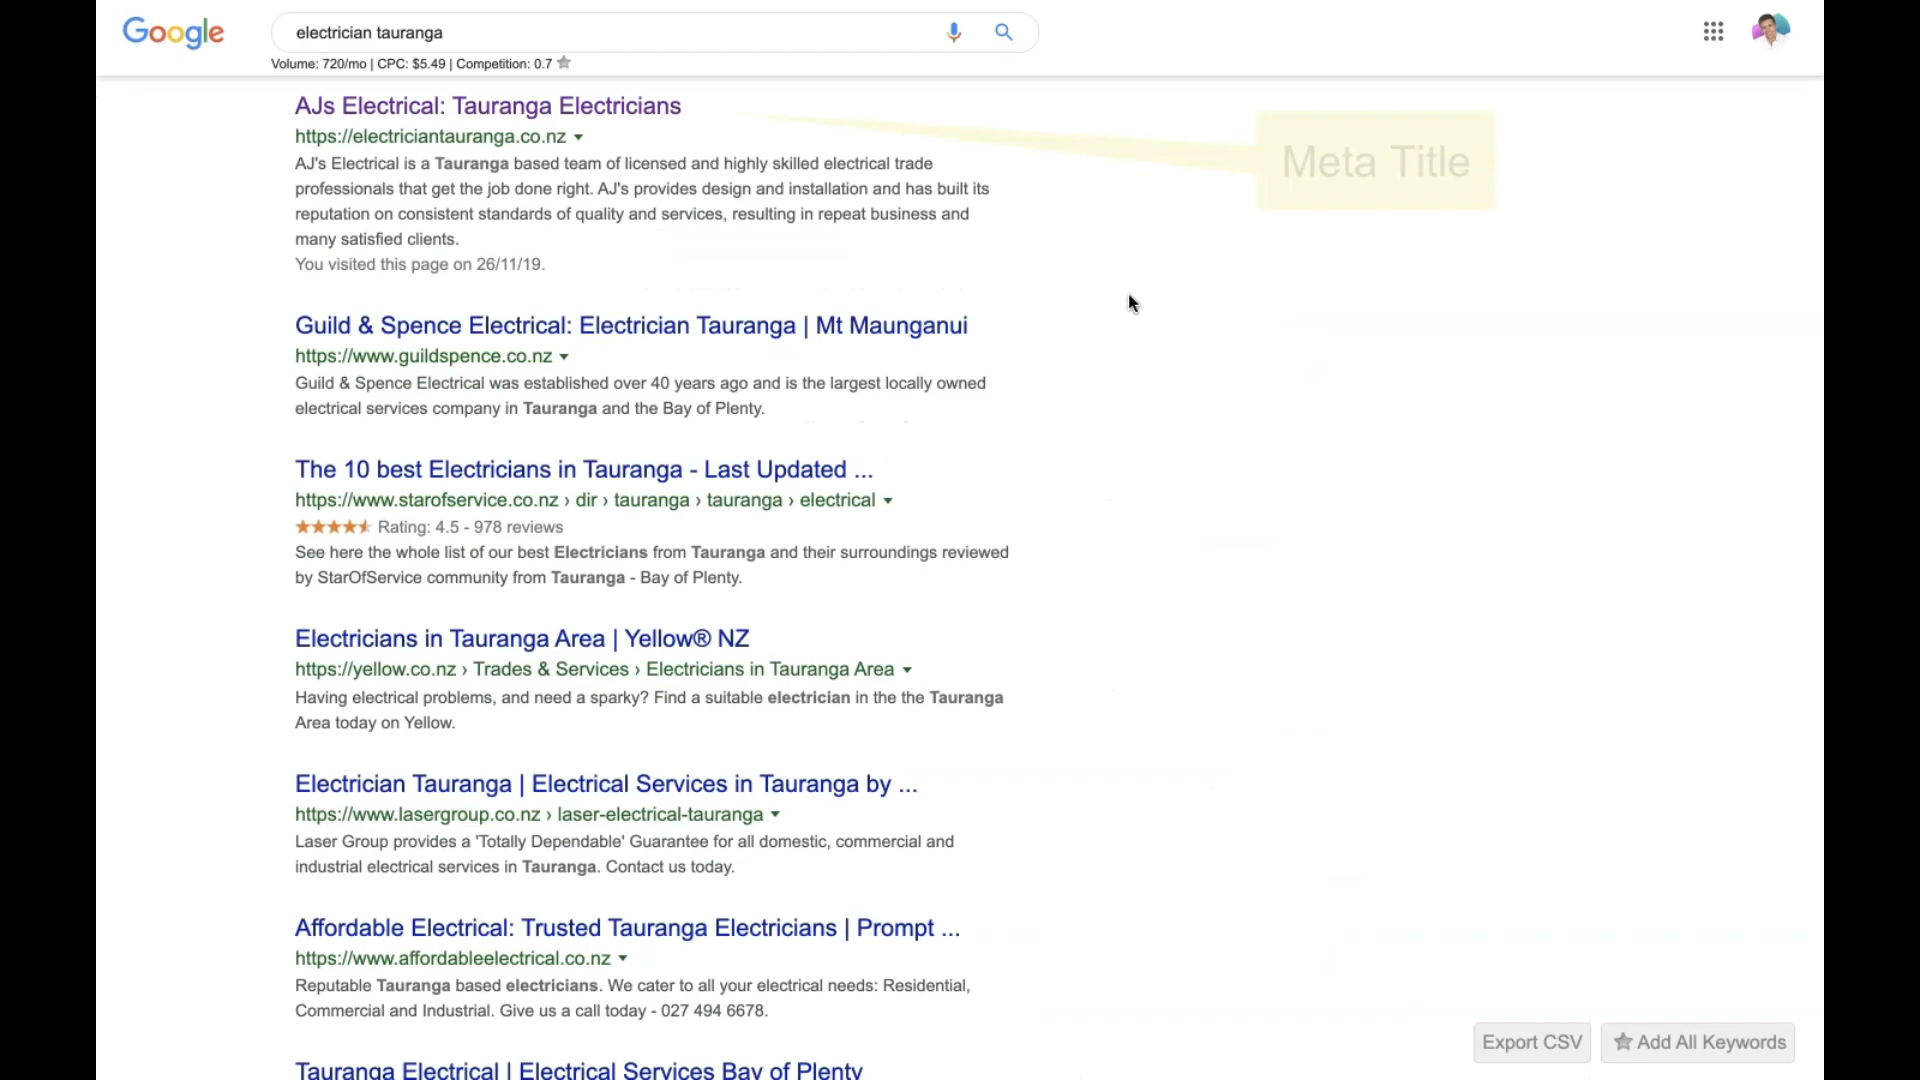 Google
electrician tauranga
Volume: 720/mo | CPC: $5.49 | Competition: 0.7
AJs Electrical: Tauranga Electricians
https://electriciantauranga.co.nz
AJ's Electrical is a Tauranga based team of licensed and highly skilled electrical trade
professionals that get the job done right. AJ's provides design and installation and has built its
reputation on consistent standards of quality and services, resulting in repeat business and
many satisfied clients.
You visited this page on 26/11/19.
Meta Title
Guild & Spence Electrical: Electrician Tauranga | Mt Maunganui
https://www.guildspence.co.nz
Guild & Spence Electrical was established over 40 years ago and is the largest locally owned
electrical services company in Tauranga and the Bay of Plenty.
The 10 best Electricians in Tauranga - Last Updated ...
https://www.starofservice.co.nz › dir › tauranga › tauranga › electrical
Rating: 4.5 - 978 reviews
See here the whole list of our best Electricians from Tauranga and their surroundings reviewed
by StarOfService community from Tauranga - Bay of Plenty.
Electricians in Tauranga Area | Yellow® NZ
https://yellow.co.nz › Trades & Services › Electricians in Tauranga Area
Having electrical problems, and need a sparky? Find a suitable electrician in the the Tauranga
Area today on Yellow.
Electrician Tauranga | Electrical Services in Tauranga by ...
https://www.lasergroup.co.nz › laser-electrical-tauranga
Laser Group provides a 'Totally Dependable' Guarantee for all domestic, commercial and
industrial electrical services in Tauranga. Contact us today.
Affordable Electrical: Trusted Tauranga Electricians | Prompt ...
https://www.affordableelectrical.co.nz
Reputable Tauranga based electricians. We cater to all your electrical needs: Residential,
Commercial and Industrial. Give us a call today - 027 494 6678.
Export CSV
Add All Keywords
Tauranga Electrical | Electrical Services Bay of Plenty